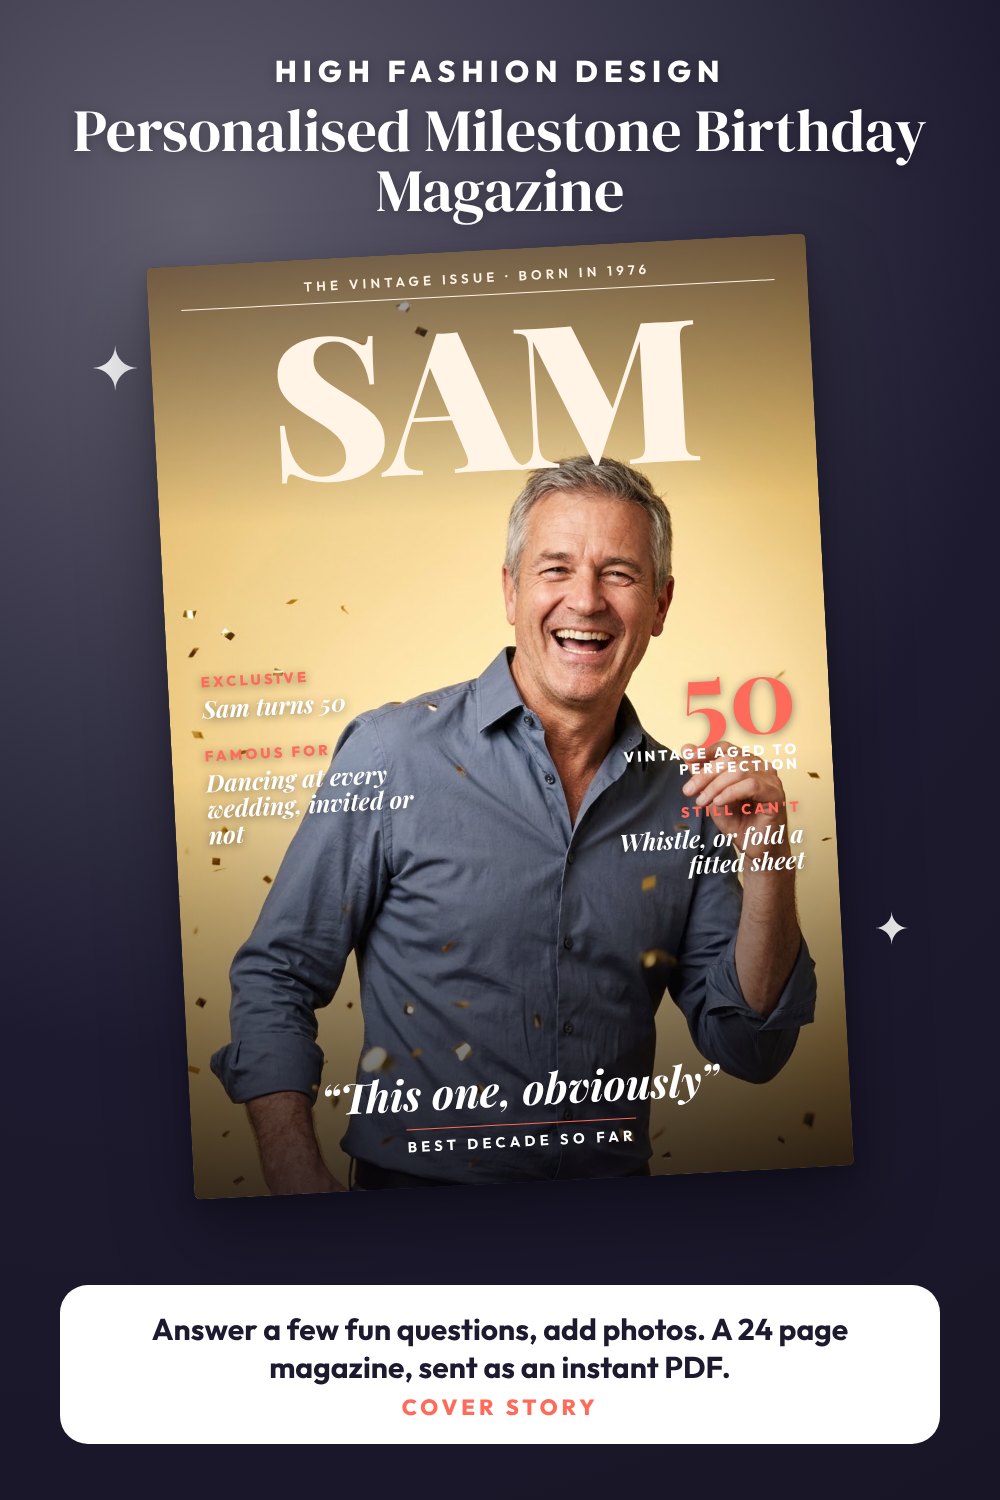 HIGH FASHION DESIGN
Personalised Milestone Birthday
Magazine
THE VINTAGE ISSUE · BORN IN 1976
SAM
EXCLUSIVE
Sam turns 50
FAMOUS FOR
Dancing at every
wedding, invited or
not
50
VINTAGE AGED TO
PERFECTION
STILL CAN'T
Whistle, or fold a
fitted sheet
“This one, obviously”
BEST DECADE SO FAR
Answer a few fun questions, add photos. A 24 page
magazine, sent as an instant PDF.
COVER STORY